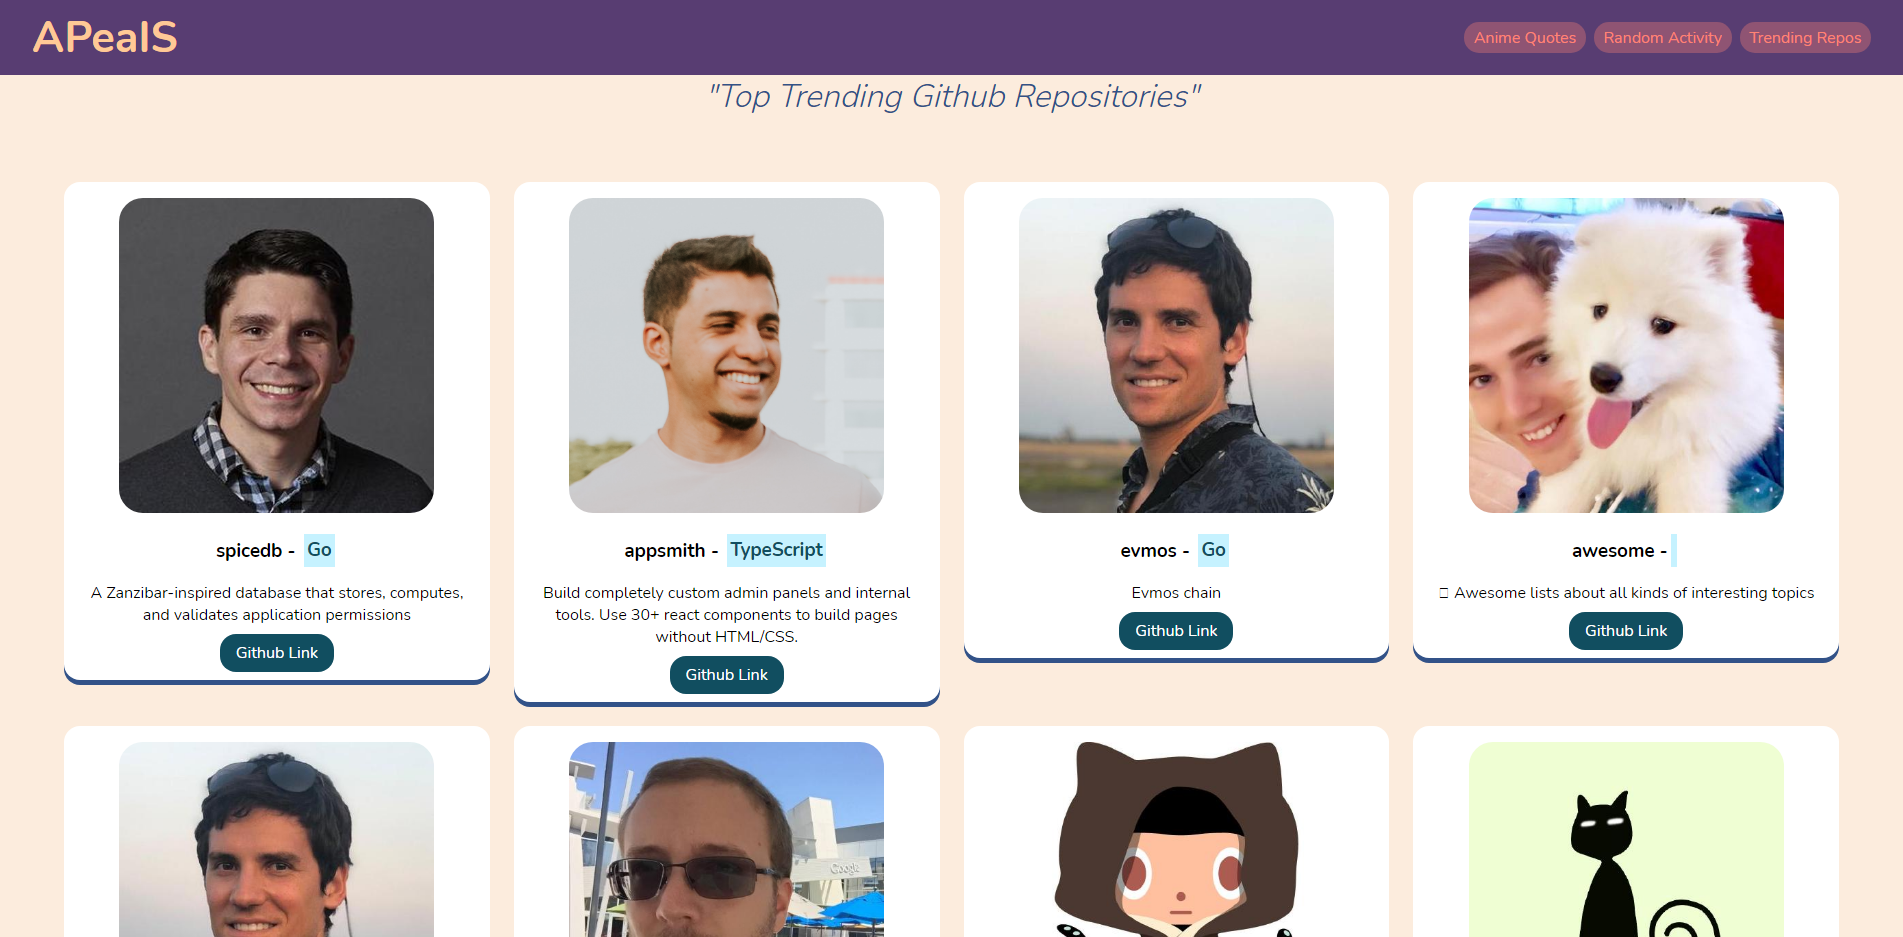 APeaIS
Anime Quotes
Random Activity
Trending Repos
"Top Trending Github Repositories"
spicedb - Go
A Zanzibar-inspired database that stores, computes,
and validates application permissions
Github Link
appsmith - TypeScript
Build completely custom admin panels and internal
tools. Use 30+ react components to build pages
without HTML/CSS.
Github Link
evmos - Go
Evmos chain
Github Link
awesome -
Awesome lists about all kinds of interesting topics
Github Link
Google